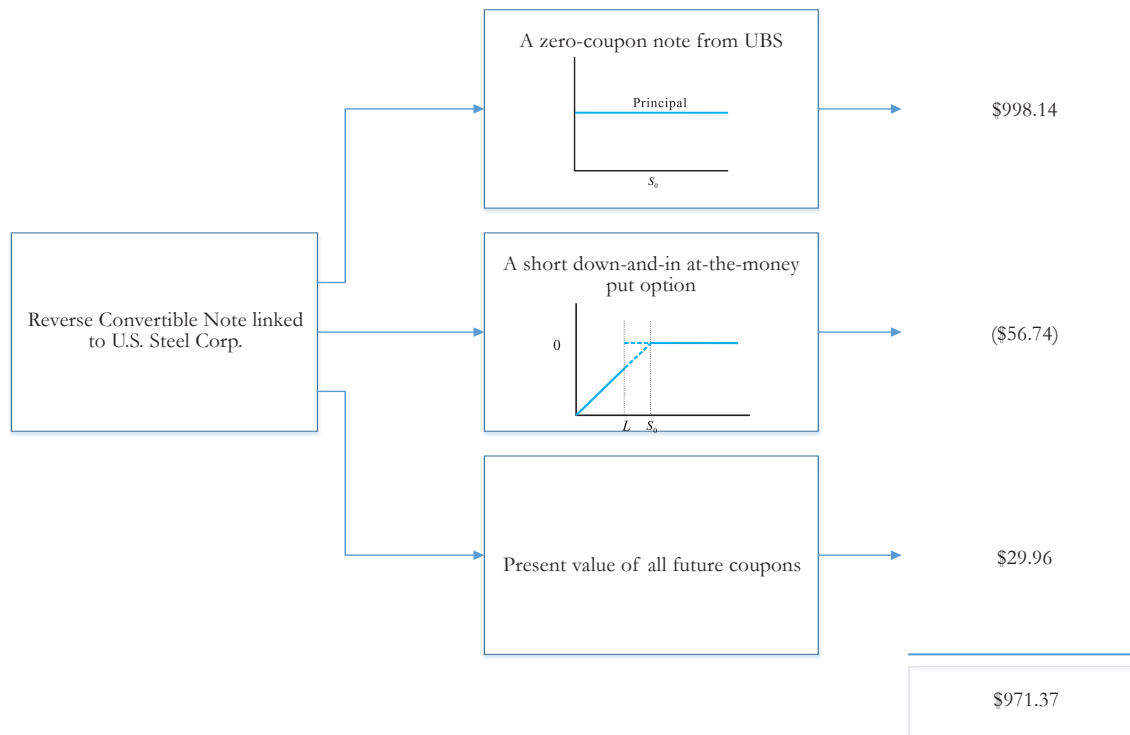 A zero-coupon note from UBS
Principal
S₀
$998.14
Reverse Convertible Note linked
to U.S. Steel Corp.
A short down-and-in at-the-money
put option
0
L S₀
($56.74)
Present value of all future coupons
$29.96
$971.37